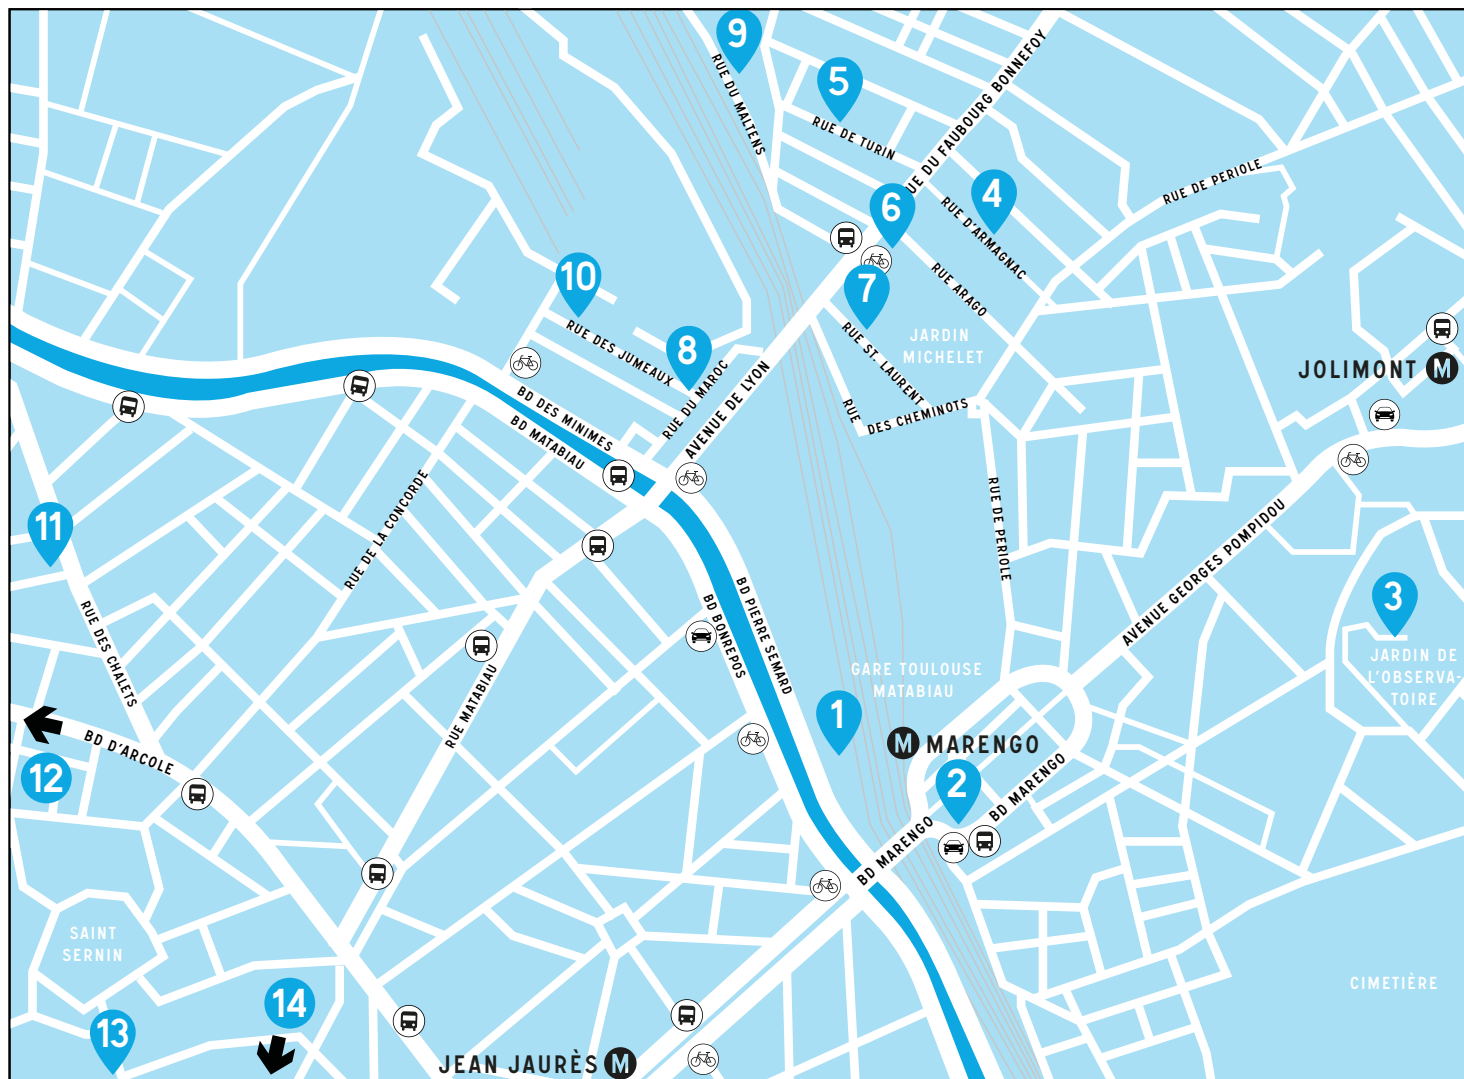 9
RUE DU MALTENS
5
RUE DE TURIN
UE DU FAUBOURG BONNEFOY
4
RUE D'ARMAGNAC
RUE DE PERIOLE
6
RUE ARAGO
10
RUE DES JUMEAUX
7
RUE ST. LAURENT
JARDIN
MICHELET
8
RUE DU MAROC
AVENUE DE LYON
JOLIMONT M
RUE
DES CHEMINOTS
BD DES MINIMES
BD MATABIAU
RUE DE LA CONCORDE
RUE DE PERIOLE
11
AVENUE GEORGES POMPIDOU
RUE DES CHALETS
BD PIERRE SEMARD
BD BONREPOS
3
JARDIN DE
L'OBSERVA-
TOIRE
GARE TOULOUSE
MATABIAU
RUE MATABIAU
1
M MARENGO
BD D'ARCOLE
12
2
BD MARENGO
BD MARENGO
SAINT
SERNIN
CIMETIÈRE
14
13
JEAN JAURÈS M